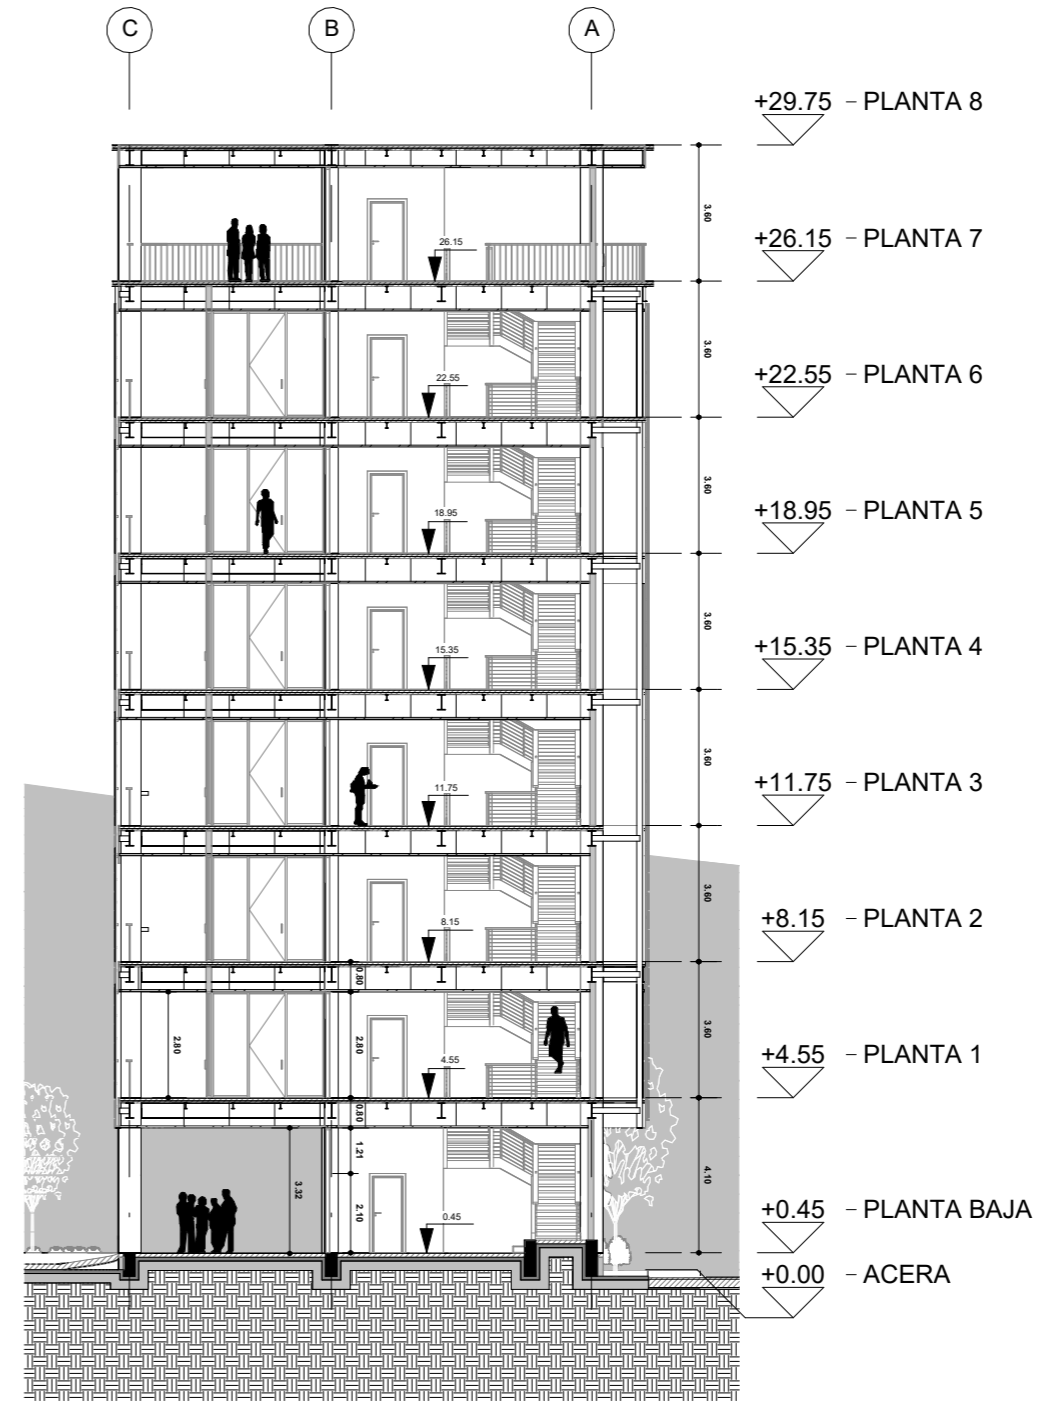 C B A
+29.75 – PLANTA 8
3.60
+26.15 – PLANTA 7
26.15
3.60
+22.55 – PLANTA 6
22.55
3.60
+18.95 – PLANTA 5
18.95
3.60
+15.35 – PLANTA 4
15.35
3.60
+11.75 – PLANTA 3
11.75
3.60
+8.15 – PLANTA 2
8.15
0.80
3.60
2.80
2.80
+4.55 – PLANTA 1
4.55
0.80
1.21
4.10
3.32
2.10
+0.45 – PLANTA BAJA
0.45
+0.00 – ACERA